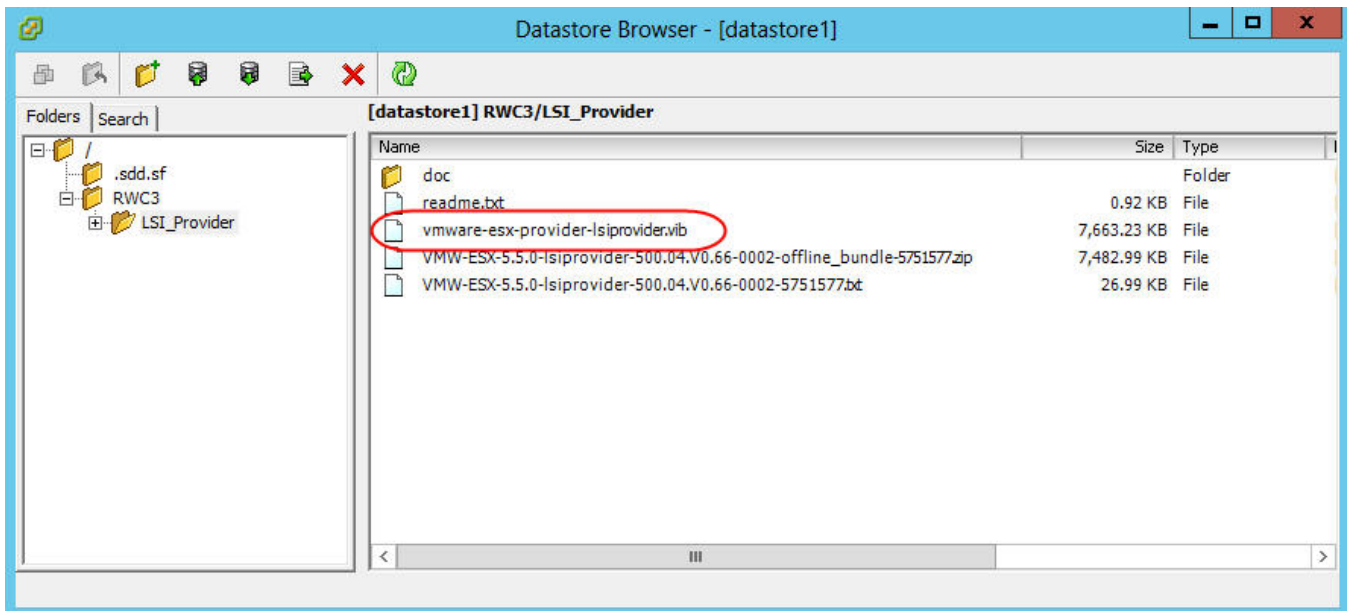 Datastore Browser - [datastore1]
Folders Search
[datastore1] RWC3/LSI_Provider
/
.sdd.sf
RWC3
LSI_Provider
Name Size Type
doc Folder
readme.txt 0.92 KB File
vmware-esx-provider-lsiprovider.vib 7,663.23 KB File
VMW-ESX-5.5.0-lsiprovider-500.04.V0.66-0002-offline_bundle-5751577.zip 7,482.99 KB File
VMW-ESX-5.5.0-lsiprovider-500.04.V0.66-0002-5751577.txt 26.99 KB File